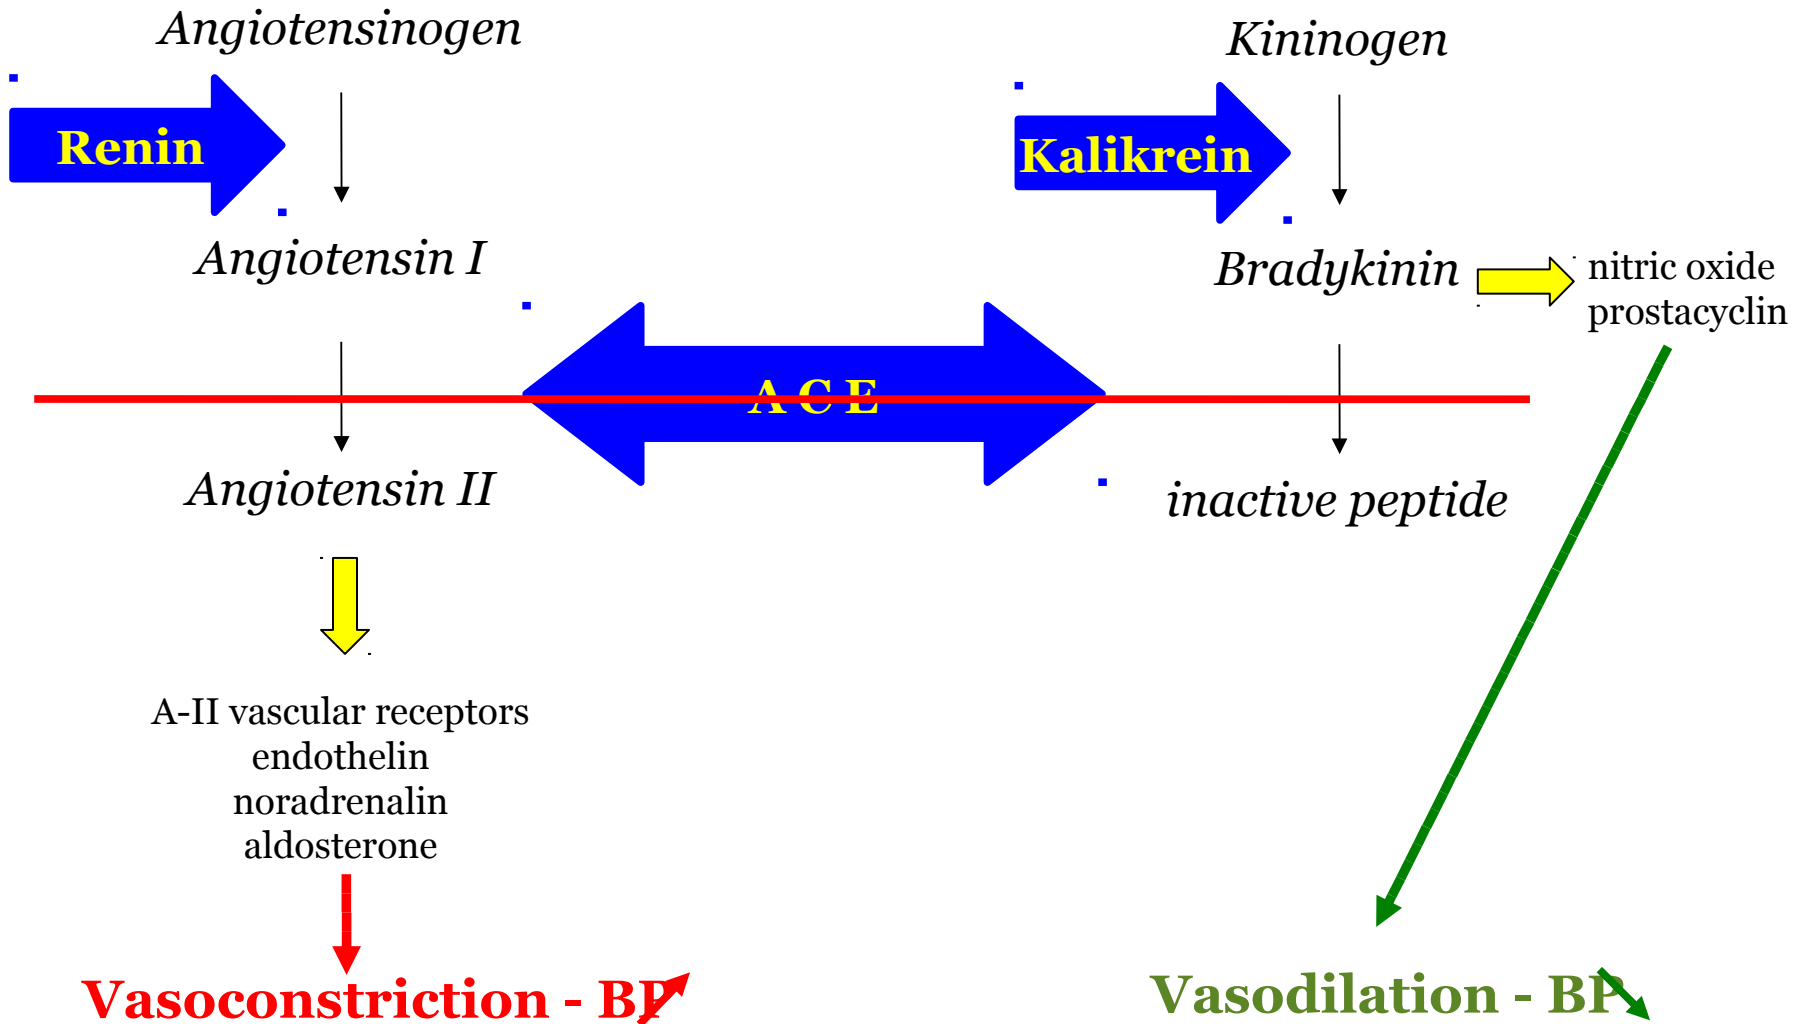 Angiotensinogen
Kininogen
Renin
Kalikrein
Angiotensin I
Bradykinin
nitric oxide
prostacyclin
A C E
Angiotensin II
inactive peptide
A-II vascular receptors
endothelin
noradrenalin
aldosterone
Vasoconstriction - BP
Vasodilation - BP